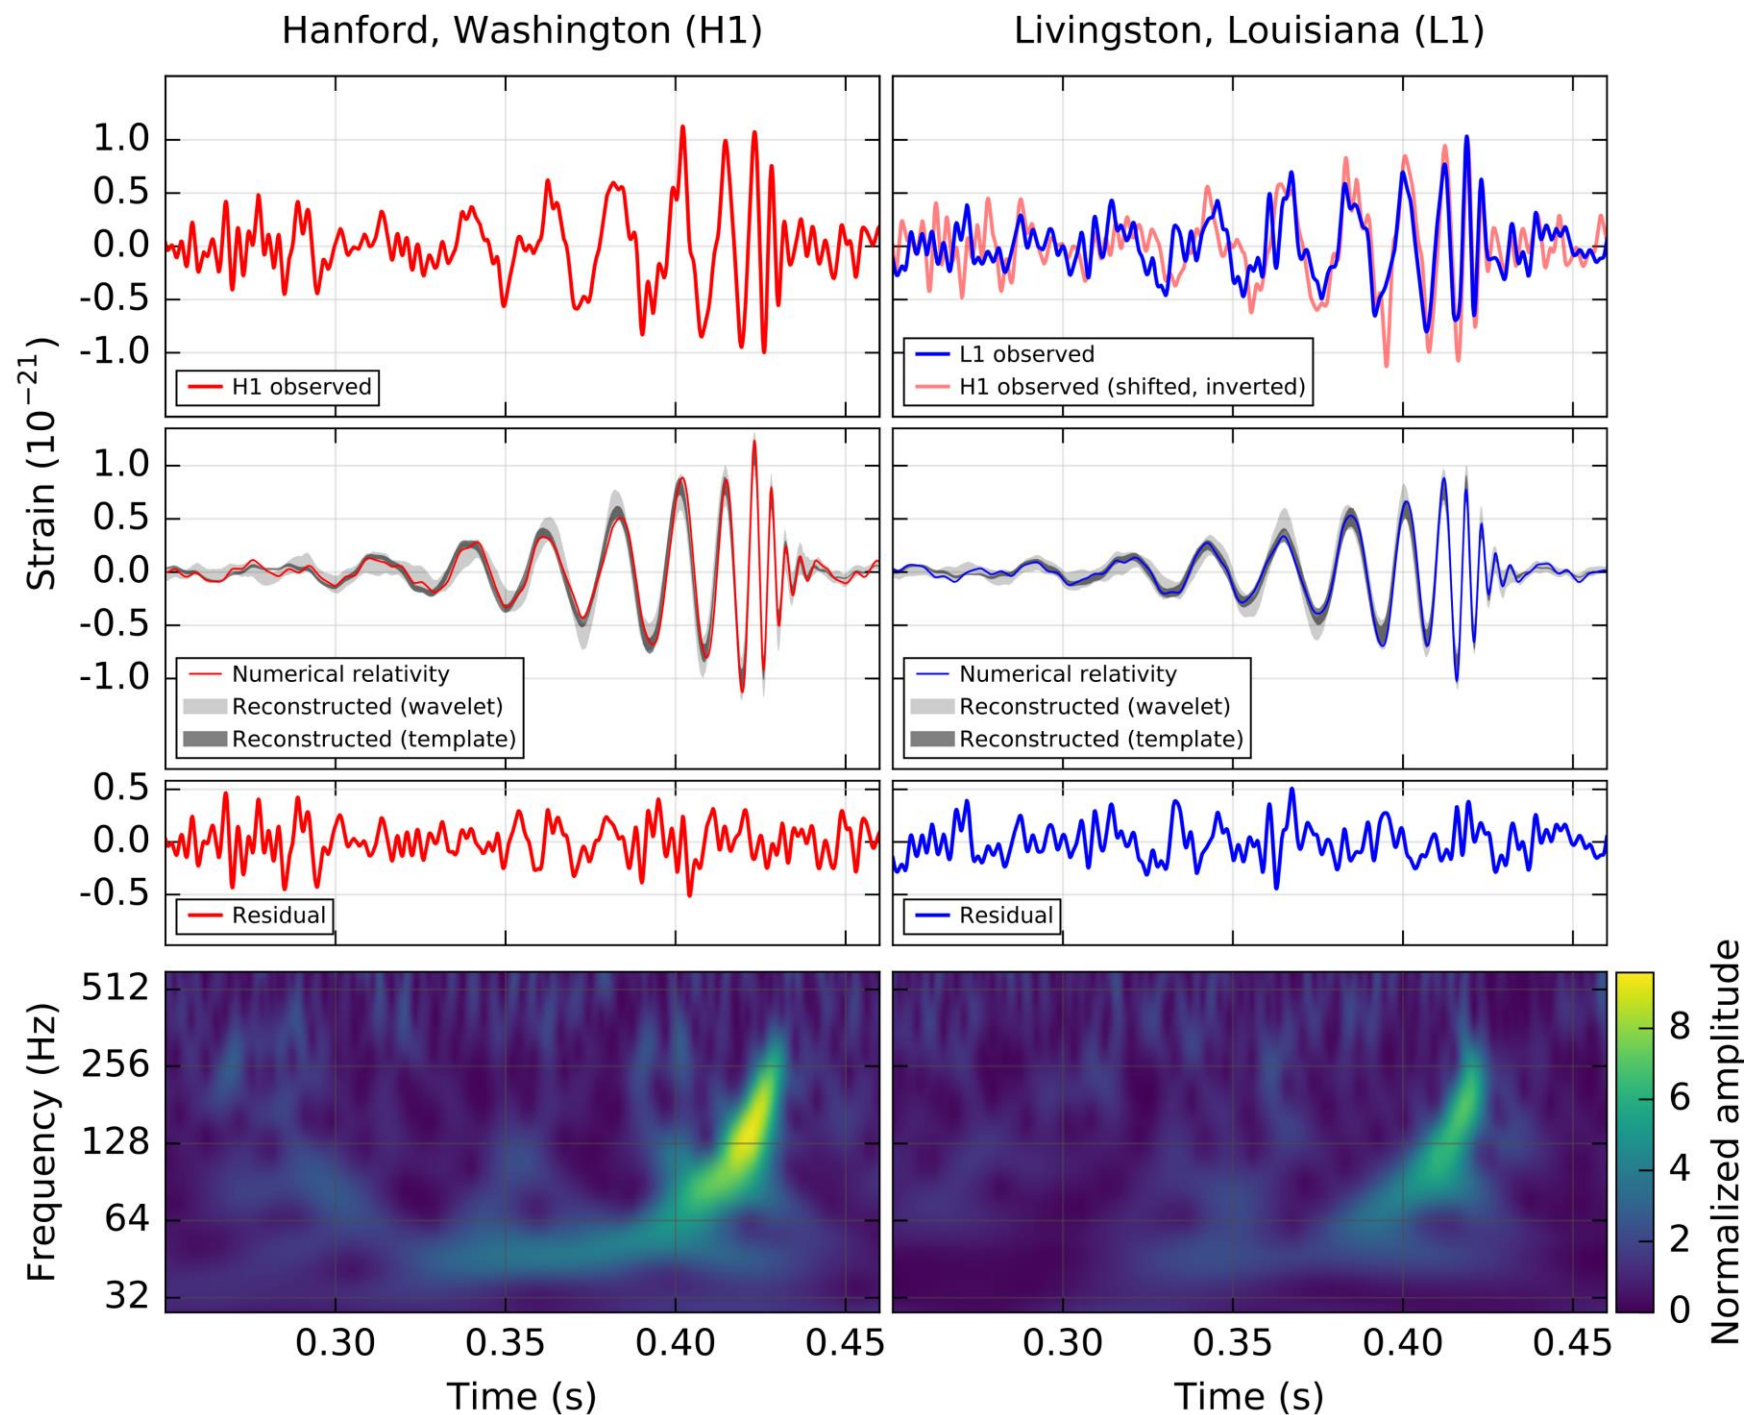 Hanford, Washington (H1)
Livingston, Louisiana (L1)
Strain (10⁻²¹)
1.0
0.5
0.0
-0.5
-1.0
H1 observed
L1 observed
H1 observed (shifted, inverted)
1.0
0.5
0.0
-0.5
-1.0
Numerical relativity
Reconstructed (wavelet)
Reconstructed (template)
Numerical relativity
Reconstructed (wavelet)
Reconstructed (template)
0.5
0.0
-0.5
Residual
Residual
Frequency (Hz)
512
256
128
64
32
Normalized amplitude
8
6
4
2
0
0.30 0.35 0.40 0.45
0.30 0.35 0.40 0.45
Time (s)
Time (s)